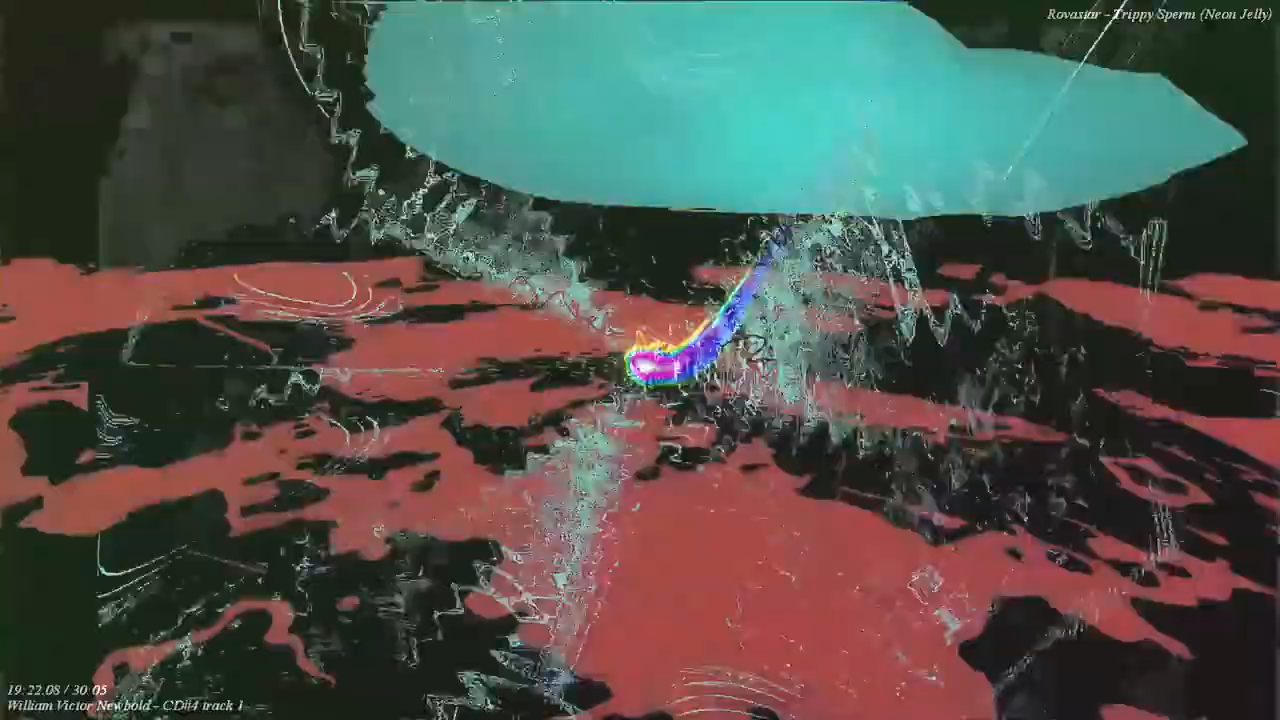 Rovastar - Trippy Sperm (Neon Jelly)
19:22.08 / 30:05
William Victor Newbold - CD#4 track 1